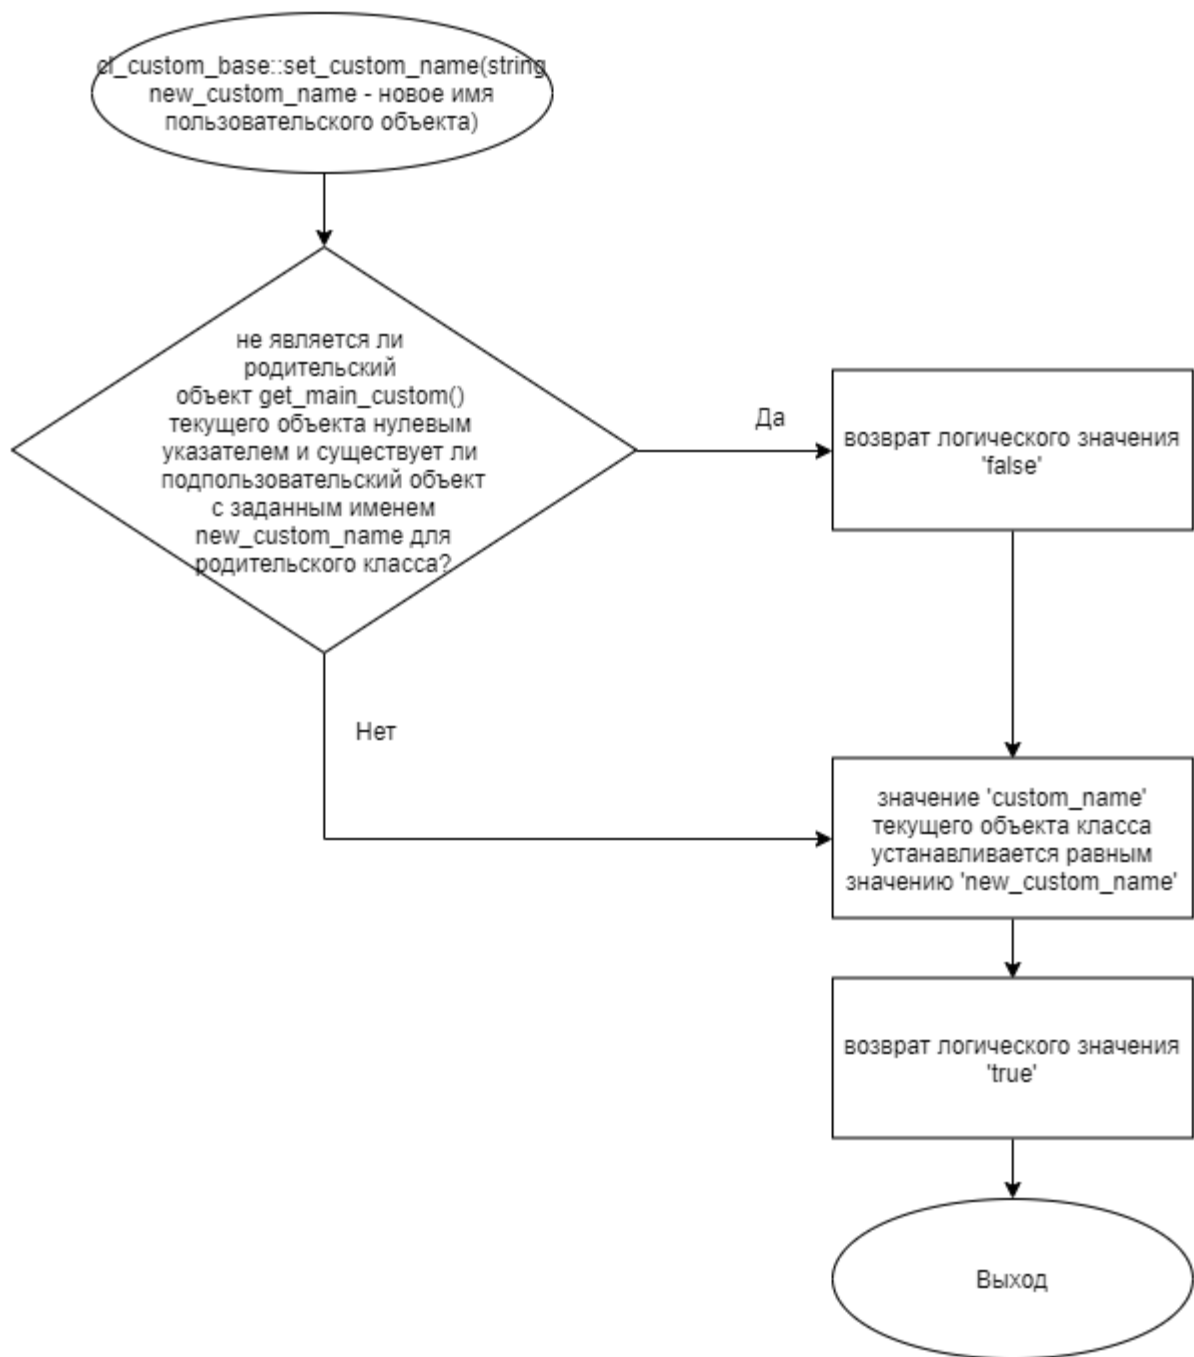 cl_custom_base::set_custom_name(string
new_custom_name - новое имя
пользовательского объекта)
не является ли
родительский
объект get_main_custom()
текущего объекта нулевым
указателем и существует ли
подпользовательский объект
с заданным именем
new_custom_name для
родительского класса?
Да
возврат логического значения
'false'
Нет
значение 'custom_name'
текущего объекта класса
устанавливается равным
значению 'new_custom_name'
возврат логического значения
'true'
Выход